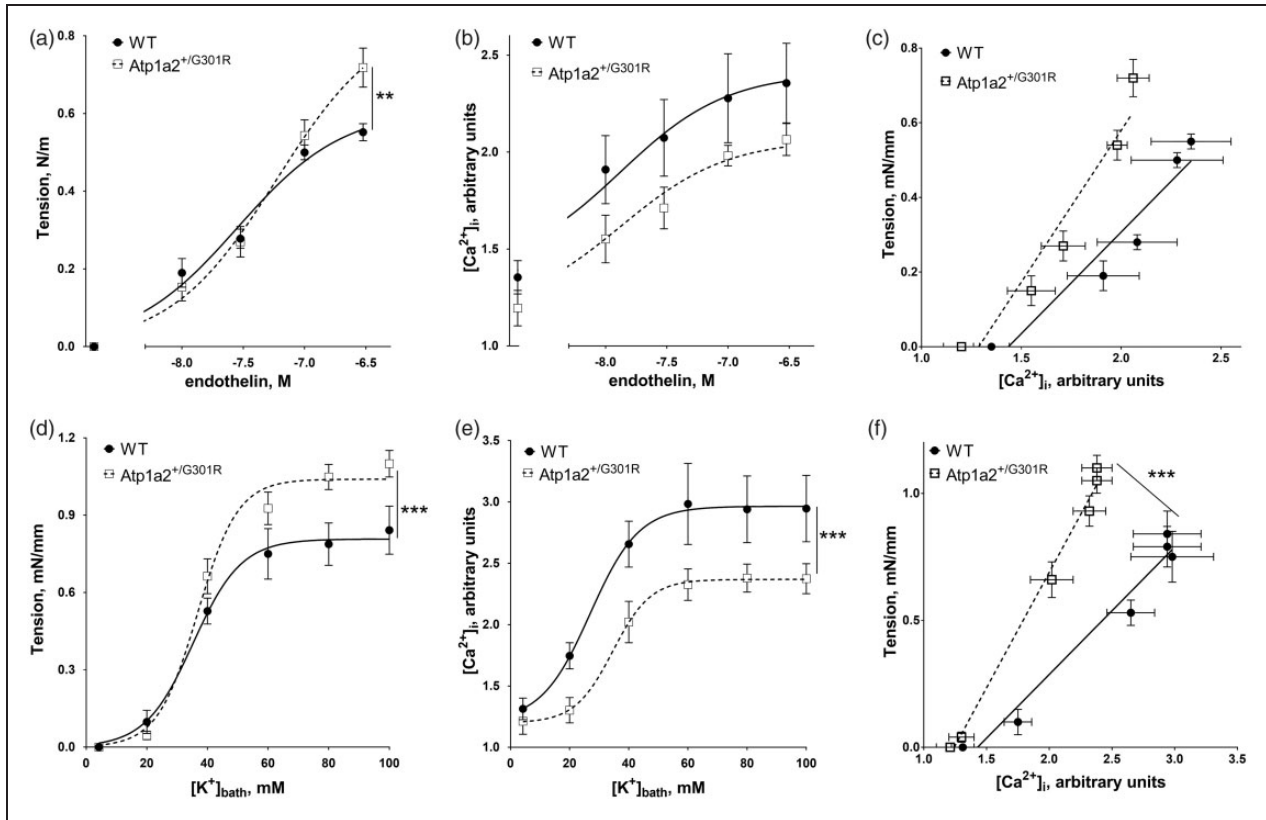 (a)
WT
Atp1a2+/G301R
**
Tension, N/m
0.8
0.6
0.4
0.2
0.0
-8.0 -7.5 -7.0 -6.5
endothelin, M
(b)
WT
Atp1a2+/G301R
[Ca2+]i, arbitrary units
2.5
2.0
1.5
1.0
-8.0 -7.5 -7.0 -6.5
endothelin, M
(c)
WT
Atp1a2+/G301R
Tension, mN/mm
0.8
0.6
0.4
0.2
0.0
1.0 1.5 2.0 2.5
[Ca2+]i, arbitrary units
(d)
WT
Atp1a2+/G301R
***
Tension, mN/mm
1.2
0.9
0.6
0.3
0.0
0 20 40 60 80 100
[K+]bath, mM
(e)
WT
Atp1a2+/G301R
***
[Ca2+]i, arbitrary units
3.5
3.0
2.5
2.0
1.5
1.0
0 20 40 60 80 100
[K+]bath, mM
(f)
WT
Atp1a2+/G301R
***
Tension, mN/mm
1.0
0.5
0.0
1.0 1.5 2.0 2.5 3.0 3.5
[Ca2+]i, arbitrary units